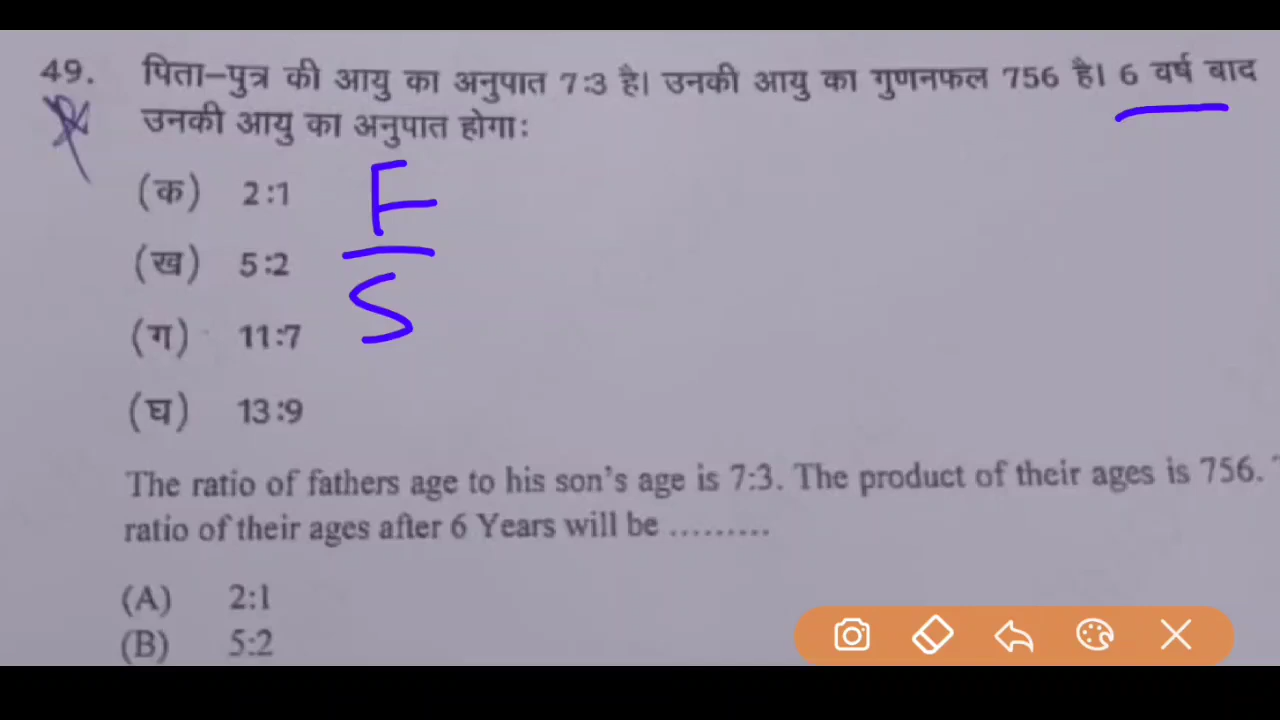 49. पिता-पुत्र की आयु का अनुपात 7:3 है। उनकी आयु का गुणनफल 756 है। 6 वर्ष बाद
उनकी आयु का अनुपात होगा:
(क) 2:1
(ख) 5:2
(ग) 11:7
(घ) 13:9
F
S
The ratio of fathers age to his son's age is 7:3. The product of their ages is 756.
ratio of their ages after 6 Years will be .........
(A) 2:1
(B) 5:2